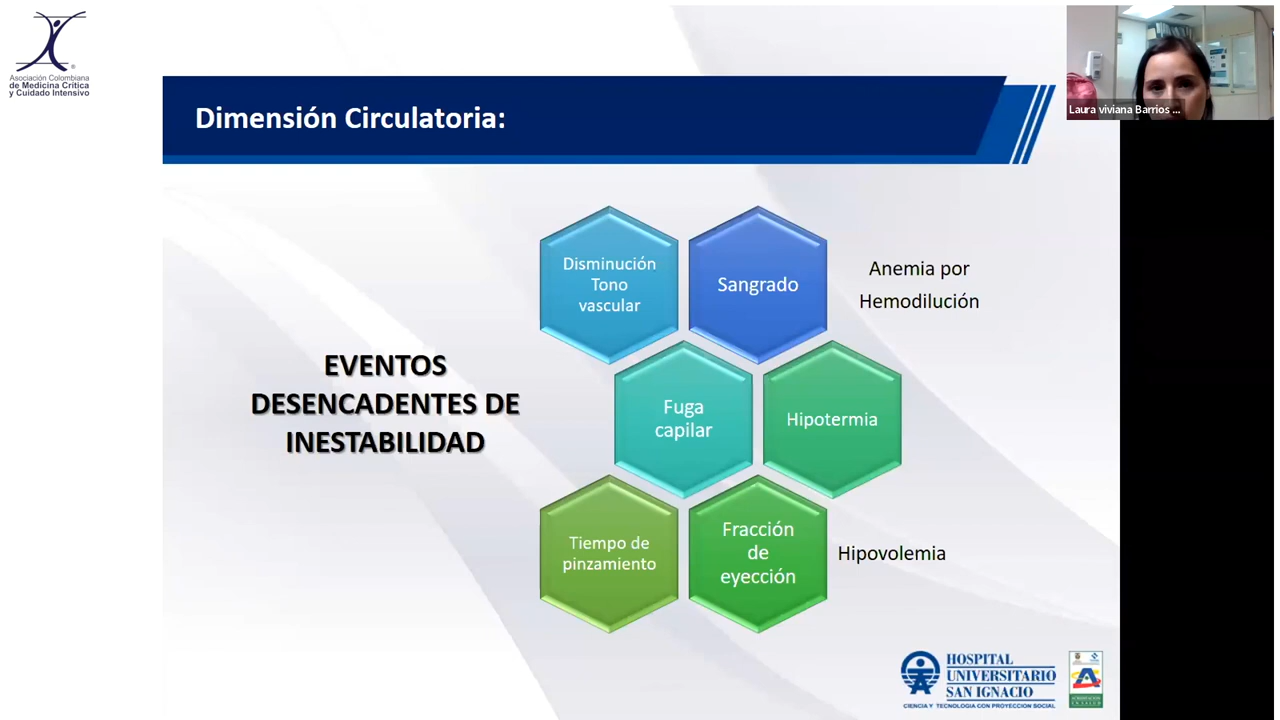 Asociación Colombiana
de Medicina Crítica
y Cuidado Intensivo
Laura viviana Barrios ...
Dimensión Circulatoria:
Disminución
Tono
vascular
Sangrado
Anemia por
Hemodilución
EVENTOS
DESENCADENTES DE
INESTABILIDAD
Fuga
capilar
Hipotermia
Tiempo de
pinzamiento
Fracción
de
eyección
Hipovolemia
HOSPITAL
UNIVERSITARIO
SAN IGNACIO
CIENCIA Y TECNOLOGIA CON PROYECCIÓN SOCIAL